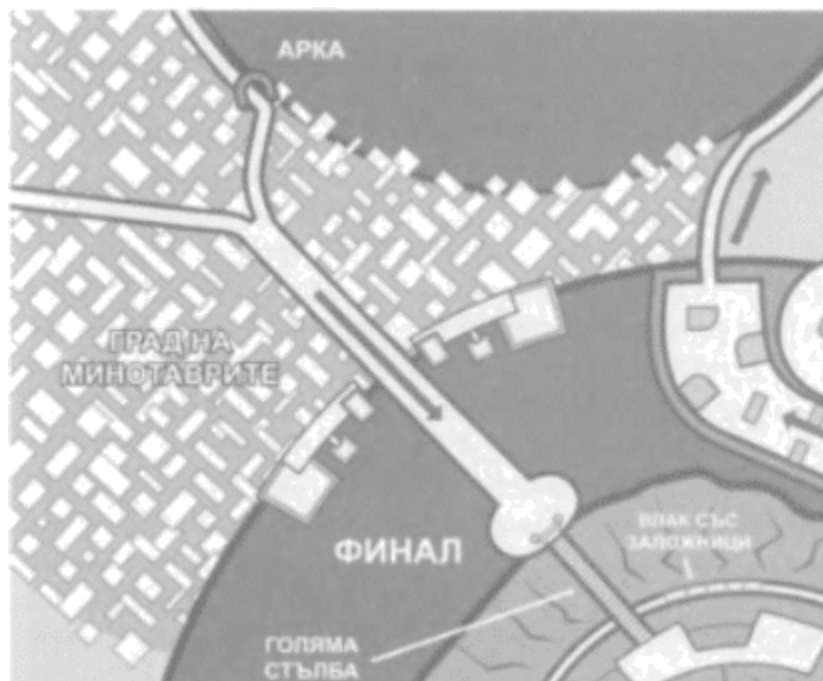 АРКА
ГРАД НА
МИНОТАВРИТЕ
ВЛАК СЪС
ЗАЛОЖНИЦИ
ФИНАЛ
ГОЛЯМА
СТЪЛБА